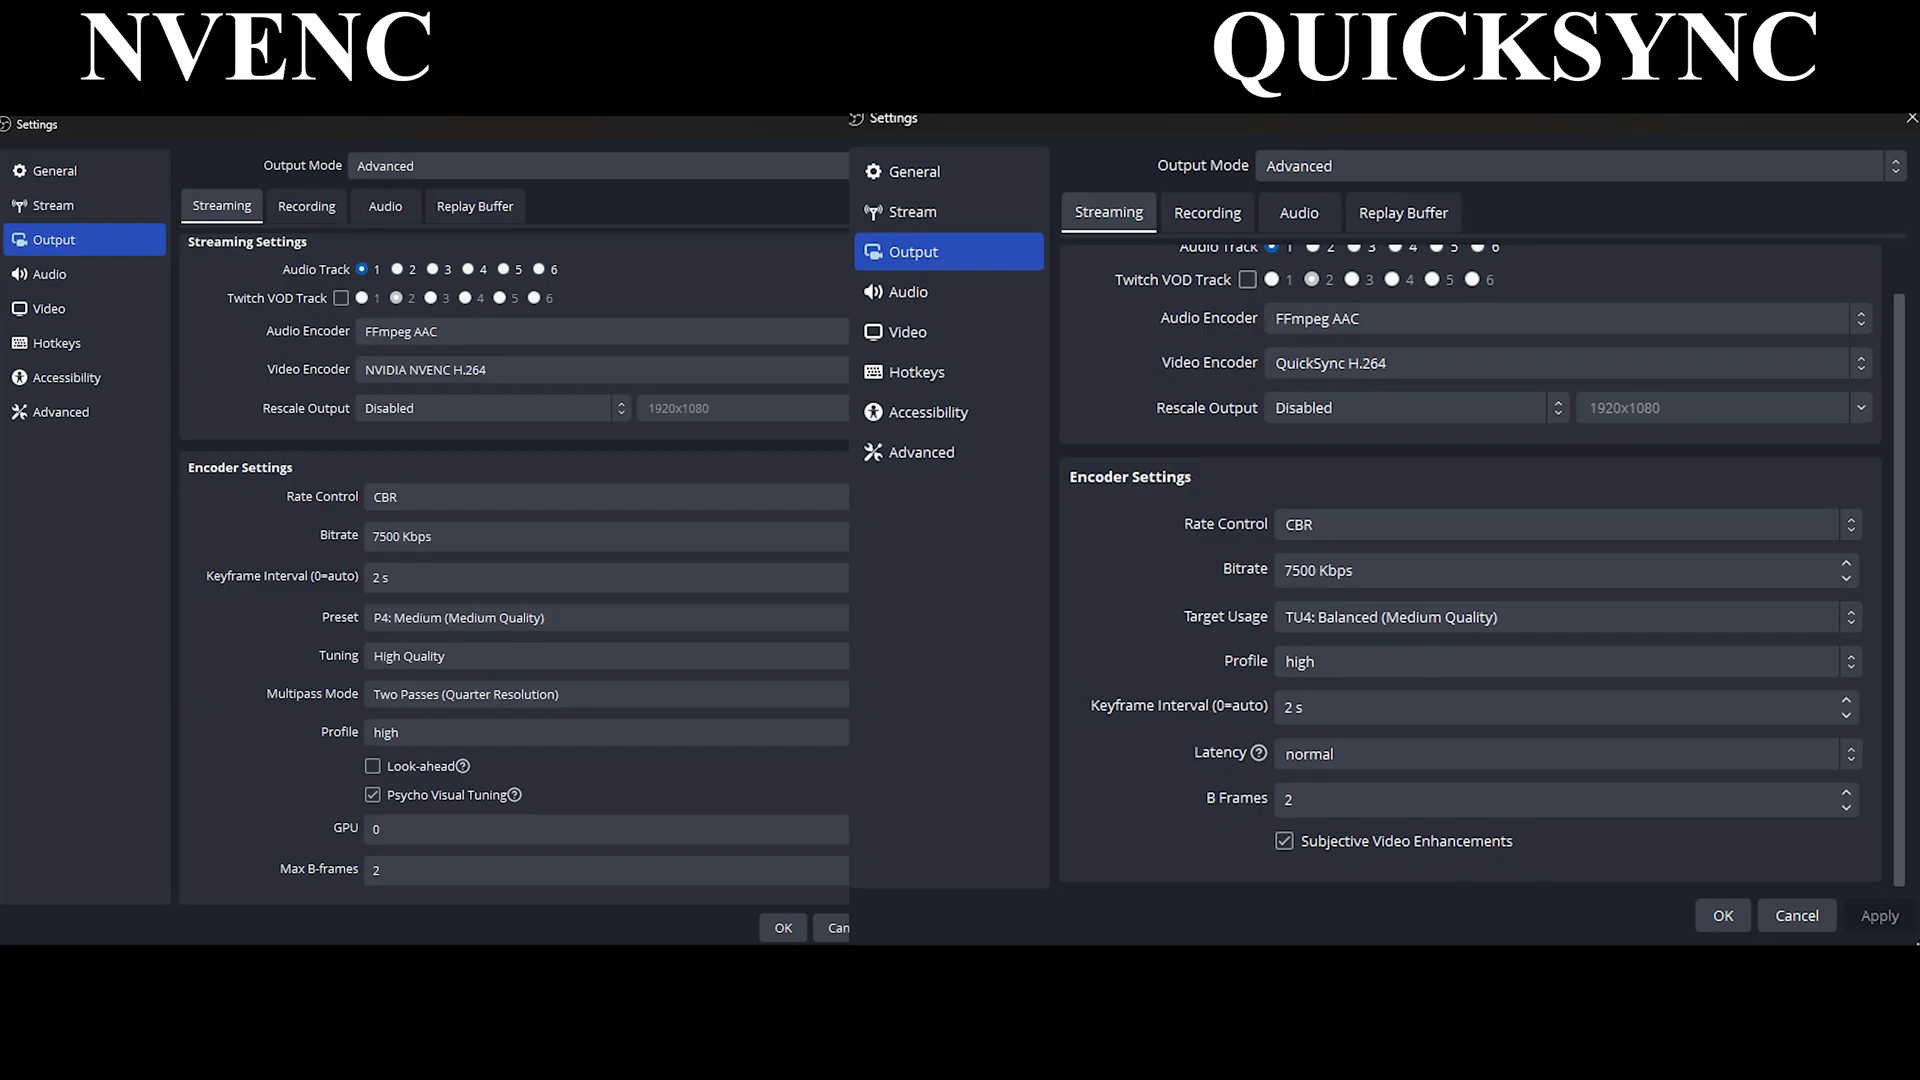 NVENC
QUICKSYNC
Settings
General
Stream
Output
Audio
Video
Hotkeys
Accessibility
Advanced
Output Mode Advanced
Streaming Recording Audio Replay Buffer
Streaming Settings
Audio Track 1 2 3 4 5 6
Twitch VOD Track 1 2 3 4 5 6
Audio Encoder FFmpeg AAC
Video Encoder NVIDIA NVENC H.264
Rescale Output Disabled 1920x1080
Encoder Settings
Rate Control CBR
Bitrate 7500 Kbps
Keyframe Interval (0=auto) 2 s
Preset P4: Medium (Medium Quality)
Tuning High Quality
Multipass Mode Two Passes (Quarter Resolution)
Profile high
Look-ahead
Psycho Visual Tuning
GPU 0
Max B-frames 2
OK Can
Settings
General
Stream
Output
Audio
Video
Hotkeys
Accessibility
Advanced
Output Mode Advanced
Streaming Recording Audio Replay Buffer
Audio Track 1 2 3 4 5 6
Twitch VOD Track 1 2 3 4 5 6
Audio Encoder FFmpeg AAC
Video Encoder QuickSync H.264
Rescale Output Disabled 1920x1080
Encoder Settings
Rate Control CBR
Bitrate 7500 Kbps
Target Usage TU4: Balanced (Medium Quality)
Profile high
Keyframe Interval (0=auto) 2 s
Latency normal
B Frames 2
Subjective Video Enhancements
OK Cancel Apply